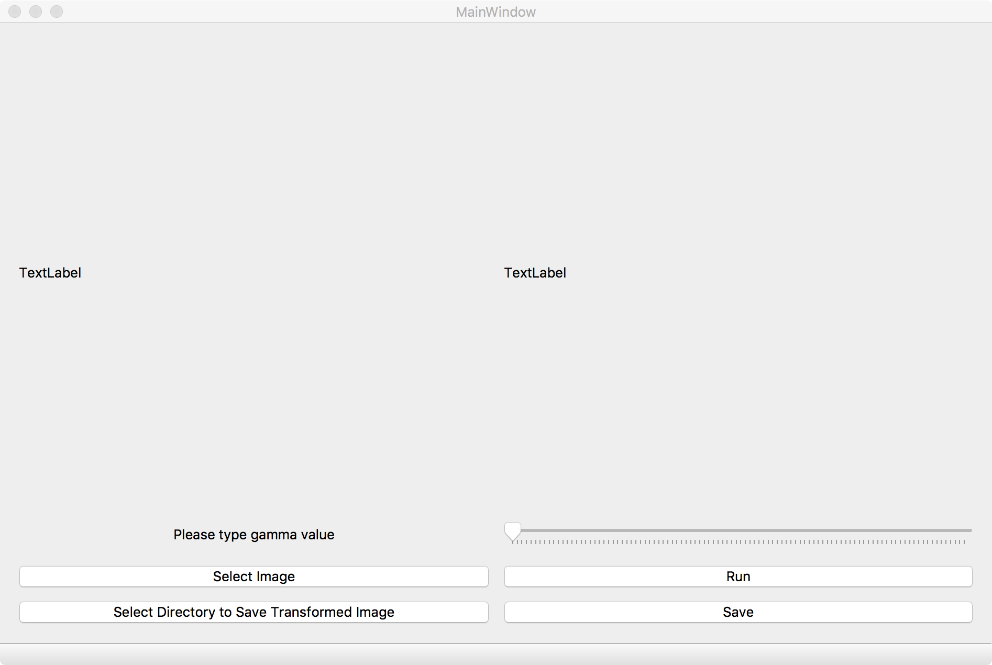 MainWindow
TextLabel
TextLabel
Please type gamma value
Select Image
Run
Select Directory to Save Transformed Image
Save